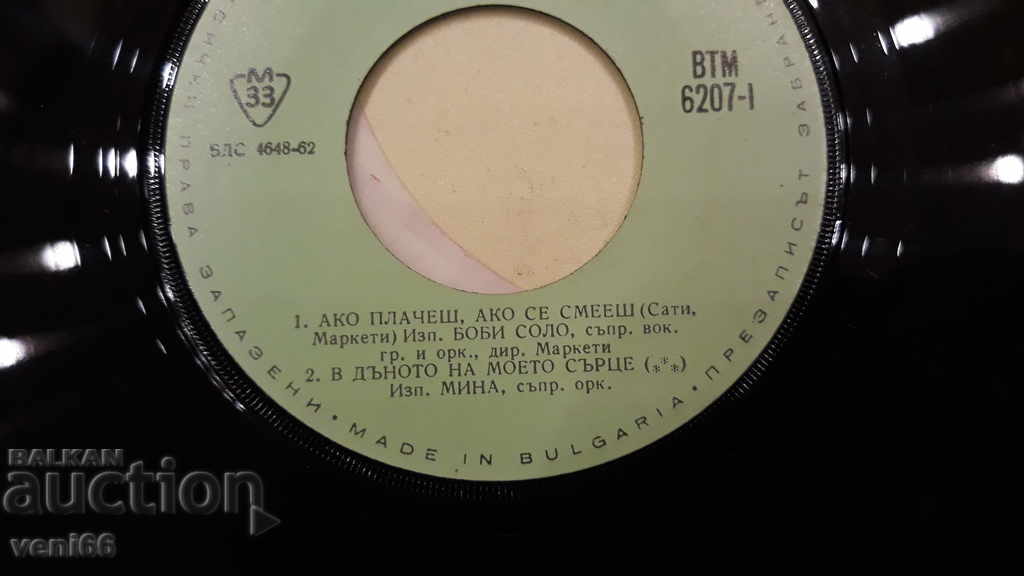 М
33
ВТМ
6207-I
БДС 4648-62
1. АКО ПЛАЧЕШ, АКО СЕ СМЕЕШ (Сати,
Маркети) Изп. БОБИ СОЛО, съпр. вок.
гр. и орк., дир. Маркети
2. В ДЪНОТО НА МОЕТО СЪРЦЕ (***)
Изп. МИНА, съпр. орк.
ПРАВА ЗАПАЗЕНИ • MADE IN BULGARIA • ПРЕЗАПИСЪТ
BALKAN
auction
veni66